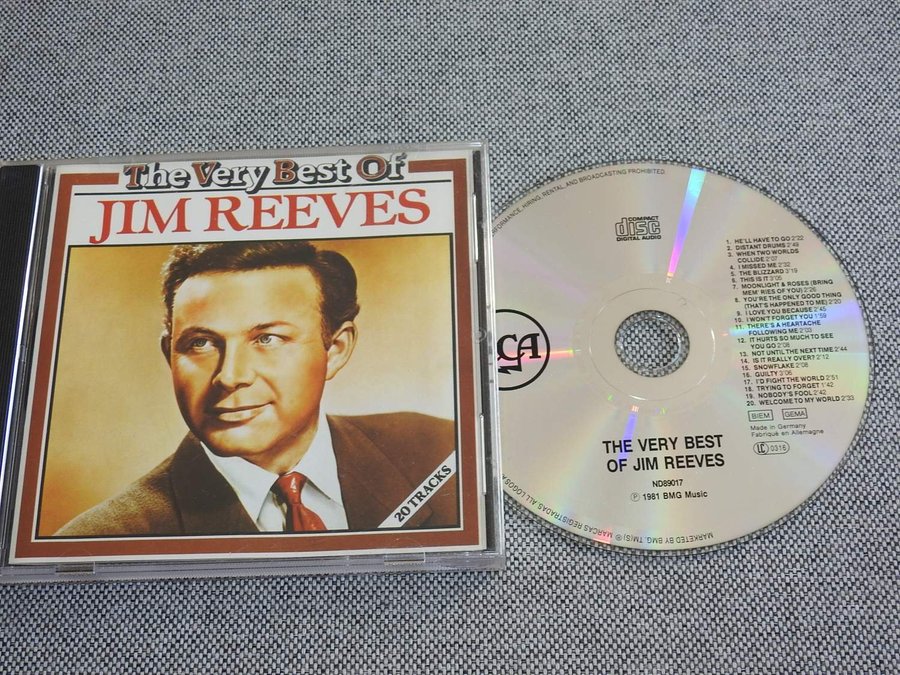 The Very Best Of
JIM REEVES
20 TRACKS
PERFORMANCE, HIRING, RENTAL, AND BROADCASTING PROHIBITED.
COMPACT
disc
DIGITAL AUDIO
1. HE'LL HAVE TO GO 2'22
2. DISTANT DRUMS 2'49
3. WHEN TWO WORLDS
COLLIDE 2'07
4. I MISSED ME 2'32
5. THE BLIZZARD 3'19
6. THIS IS IT 3'05
7. MOONLIGHT & ROSES (BRING
MEM' RIES OF YOU) 2'26
8. YOU'RE THE ONLY GOOD THING
(THAT'S HAPPENED TO ME) 2'20
9. I LOVE YOU BECAUSE 2'45
10. I WON'T FORGET YOU 1'59
11. THERE'S A HEARTACHE
FOLLOWING ME 2'03
12. IT HURTS SO MUCH TO SEE
YOU GO 2'08
13. NOT UNTIL THE NEXT TIME 2'44
14. IS IT REALLY OVER? 2'12
15. SNOWFLAKE 2'08
16. GUILTY 3'06
17. I'D FIGHT THE WORLD 2'51
18. TRYING TO FORGET 1'42
19. NOBODY'S FOOL 2'42
20. WELCOME TO MY WORLD 2'33
BIEM GEMA
Made in Germany
Fabriqué en Allemagne
LC 0316
CA
THE VERY BEST
OF JIM REEVES
ND89017
℗ 1981 BMG Music
MARKETED BY BMG, TM(S) ® MARCAS REGISTRADAS, ALL LOGOS